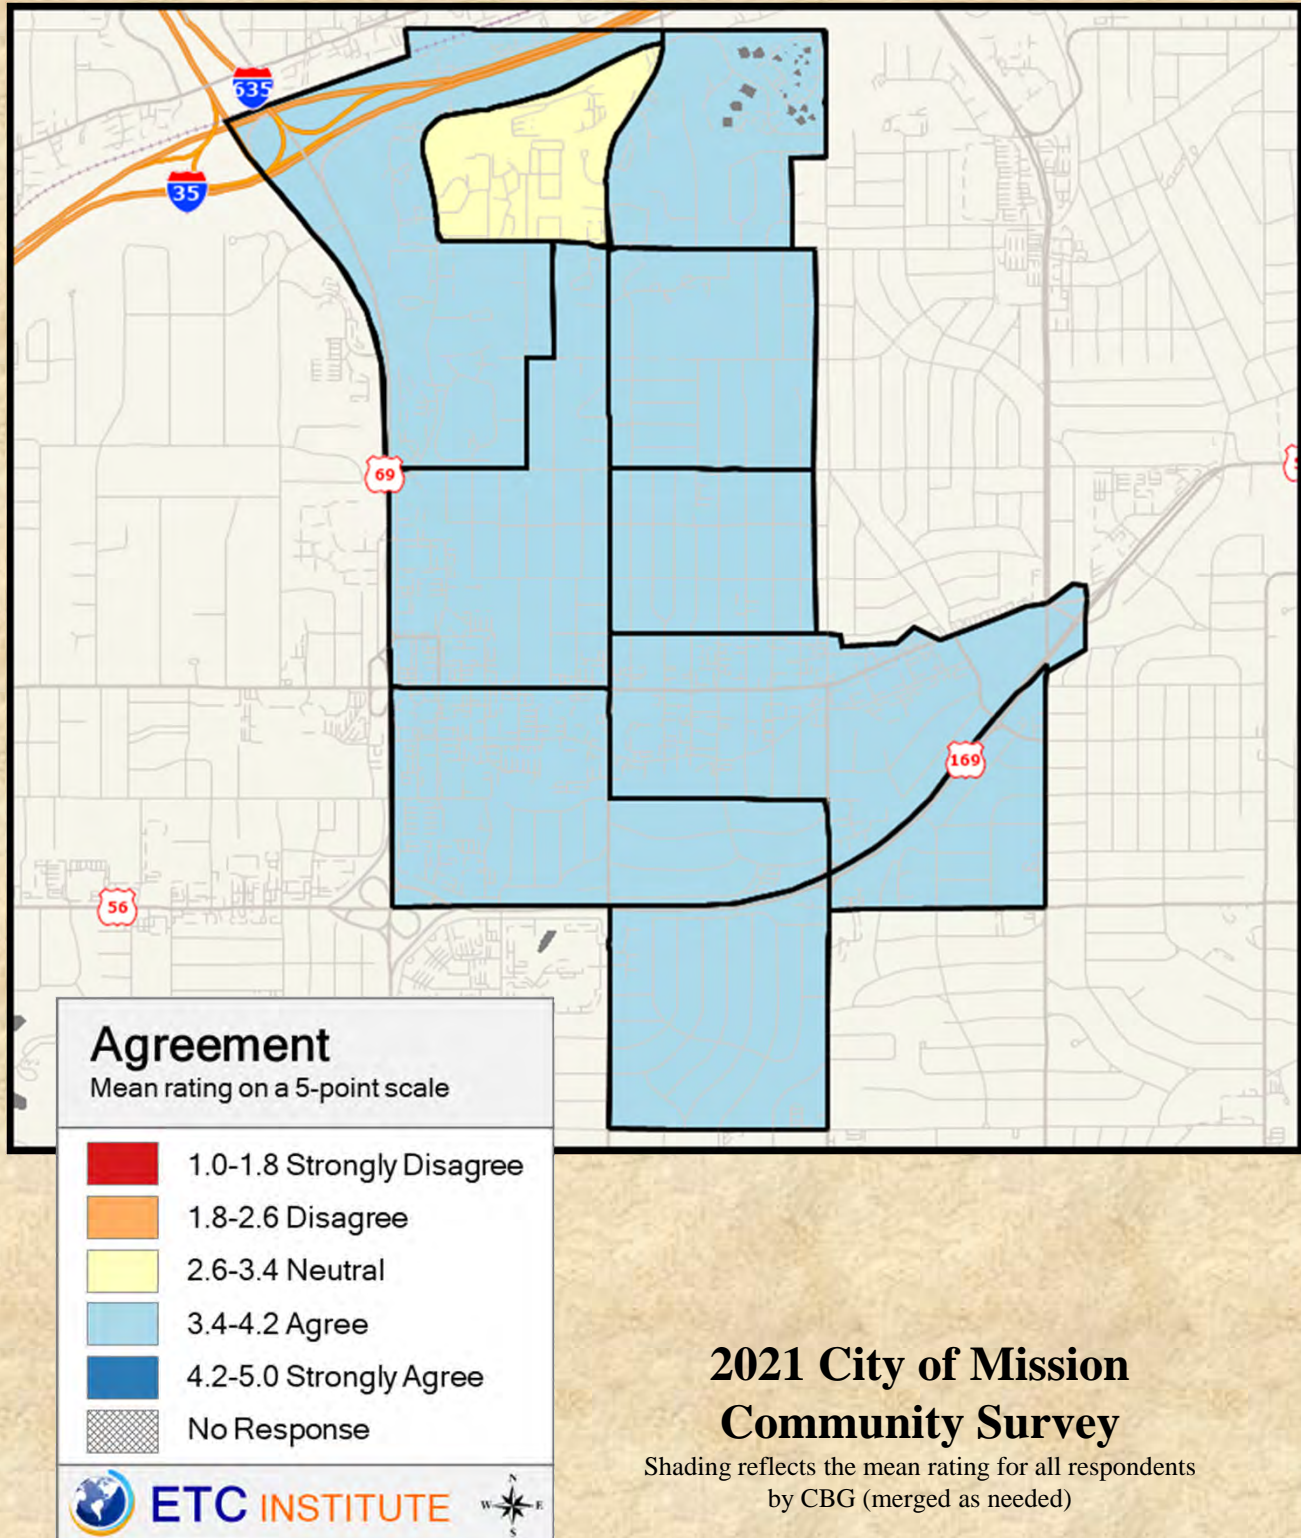 635
35
69
169
56
Agreement
Mean rating on a 5-point scale
1.0-1.8 Strongly Disagree
1.8-2.6 Disagree
2.6-3.4 Neutral
3.4-4.2 Agree
4.2-5.0 Strongly Agree
No Response
ETC INSTITUTE
N
W E
S
2021 City of Mission
Community Survey
Shading reflects the mean rating for all respondents
by CBG (merged as needed)